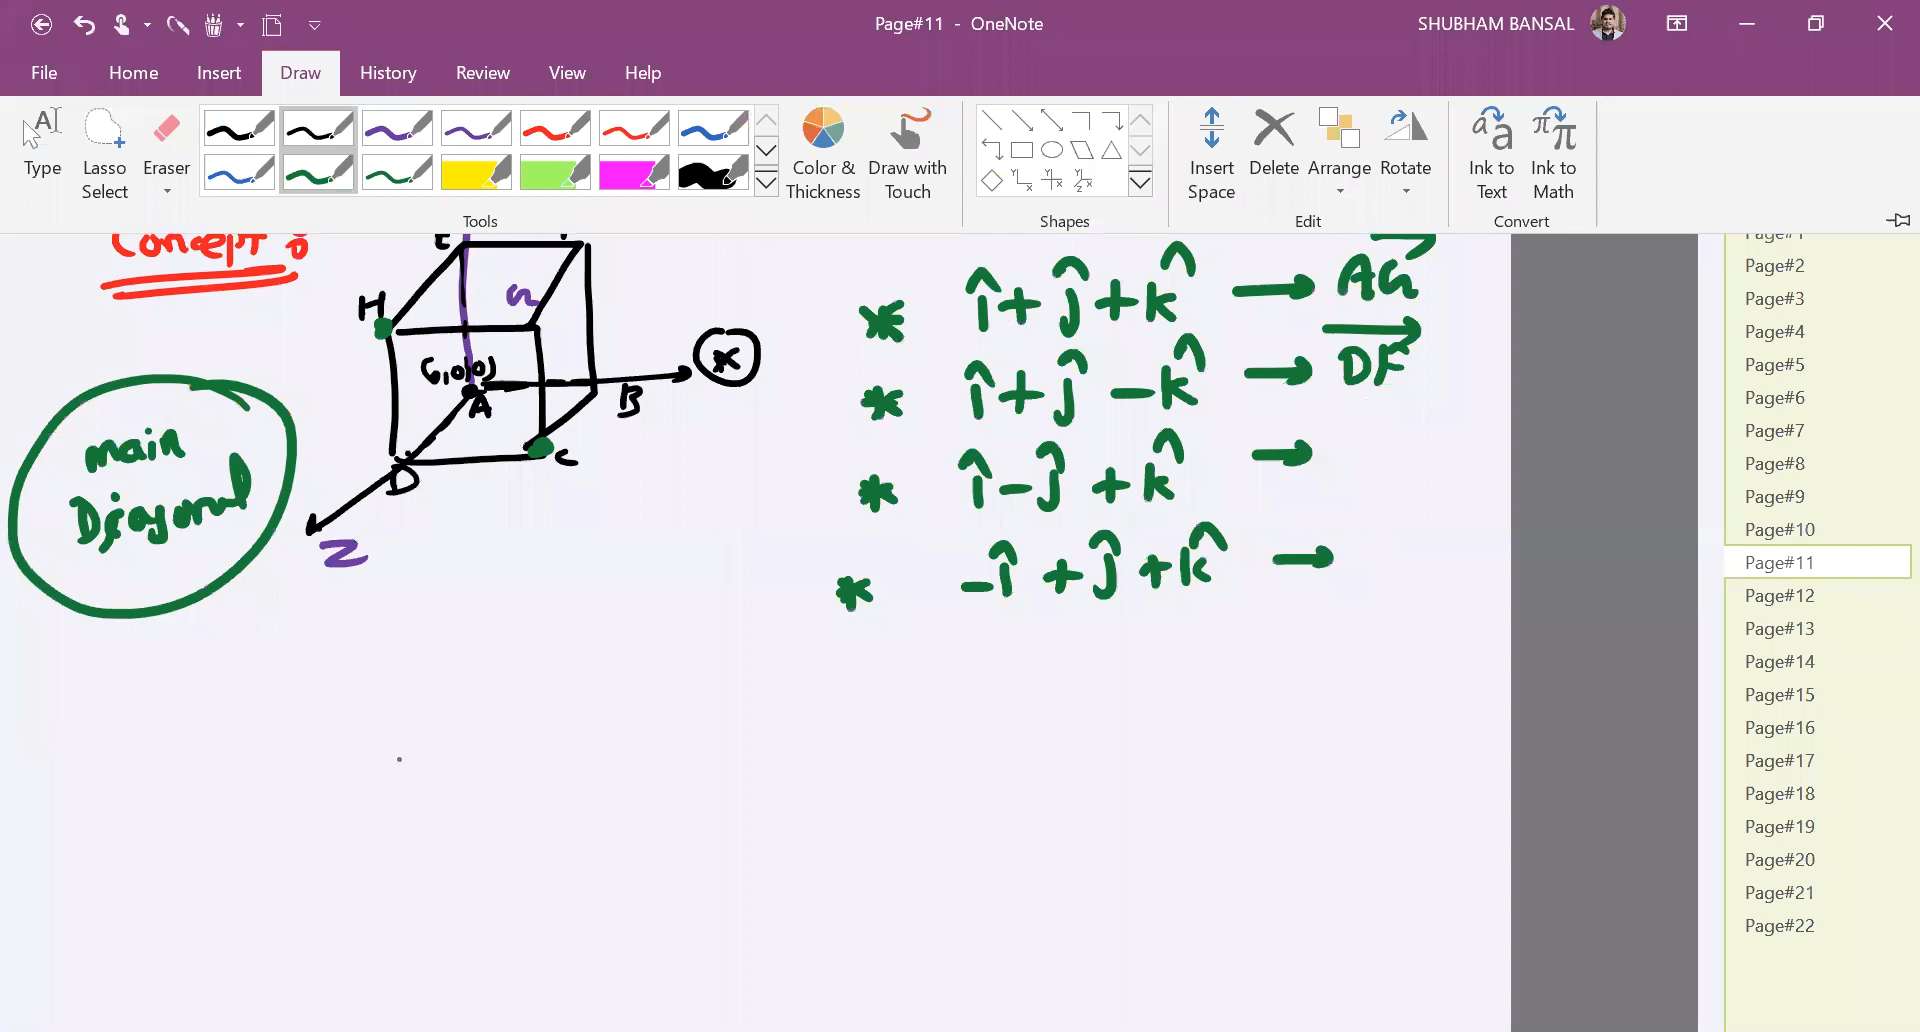 Page#11 - OneNote
SHUBHAM BANSAL
File Home Insert Draw History Review View Help
Type
Lasso Select
Eraser
Color & Thickness
Draw with Touch
Insert Space
Delete
Arrange
Rotate
Ink to Text
Ink to Math
Tools
Shapes
Edit
Convert
Concept :
E
H
G
(0,0,0)
A
B
x
C
D
Z
main
Diagonal
* î + ĵ + k̂ → AG
* î + ĵ − k̂ → DF
* î − ĵ + k̂ →
* −î + ĵ + k̂ →
Page#2
Page#3
Page#4
Page#5
Page#6
Page#7
Page#8
Page#9
Page#10
Page#11
Page#12
Page#13
Page#14
Page#15
Page#16
Page#17
Page#18
Page#19
Page#20
Page#21
Page#22